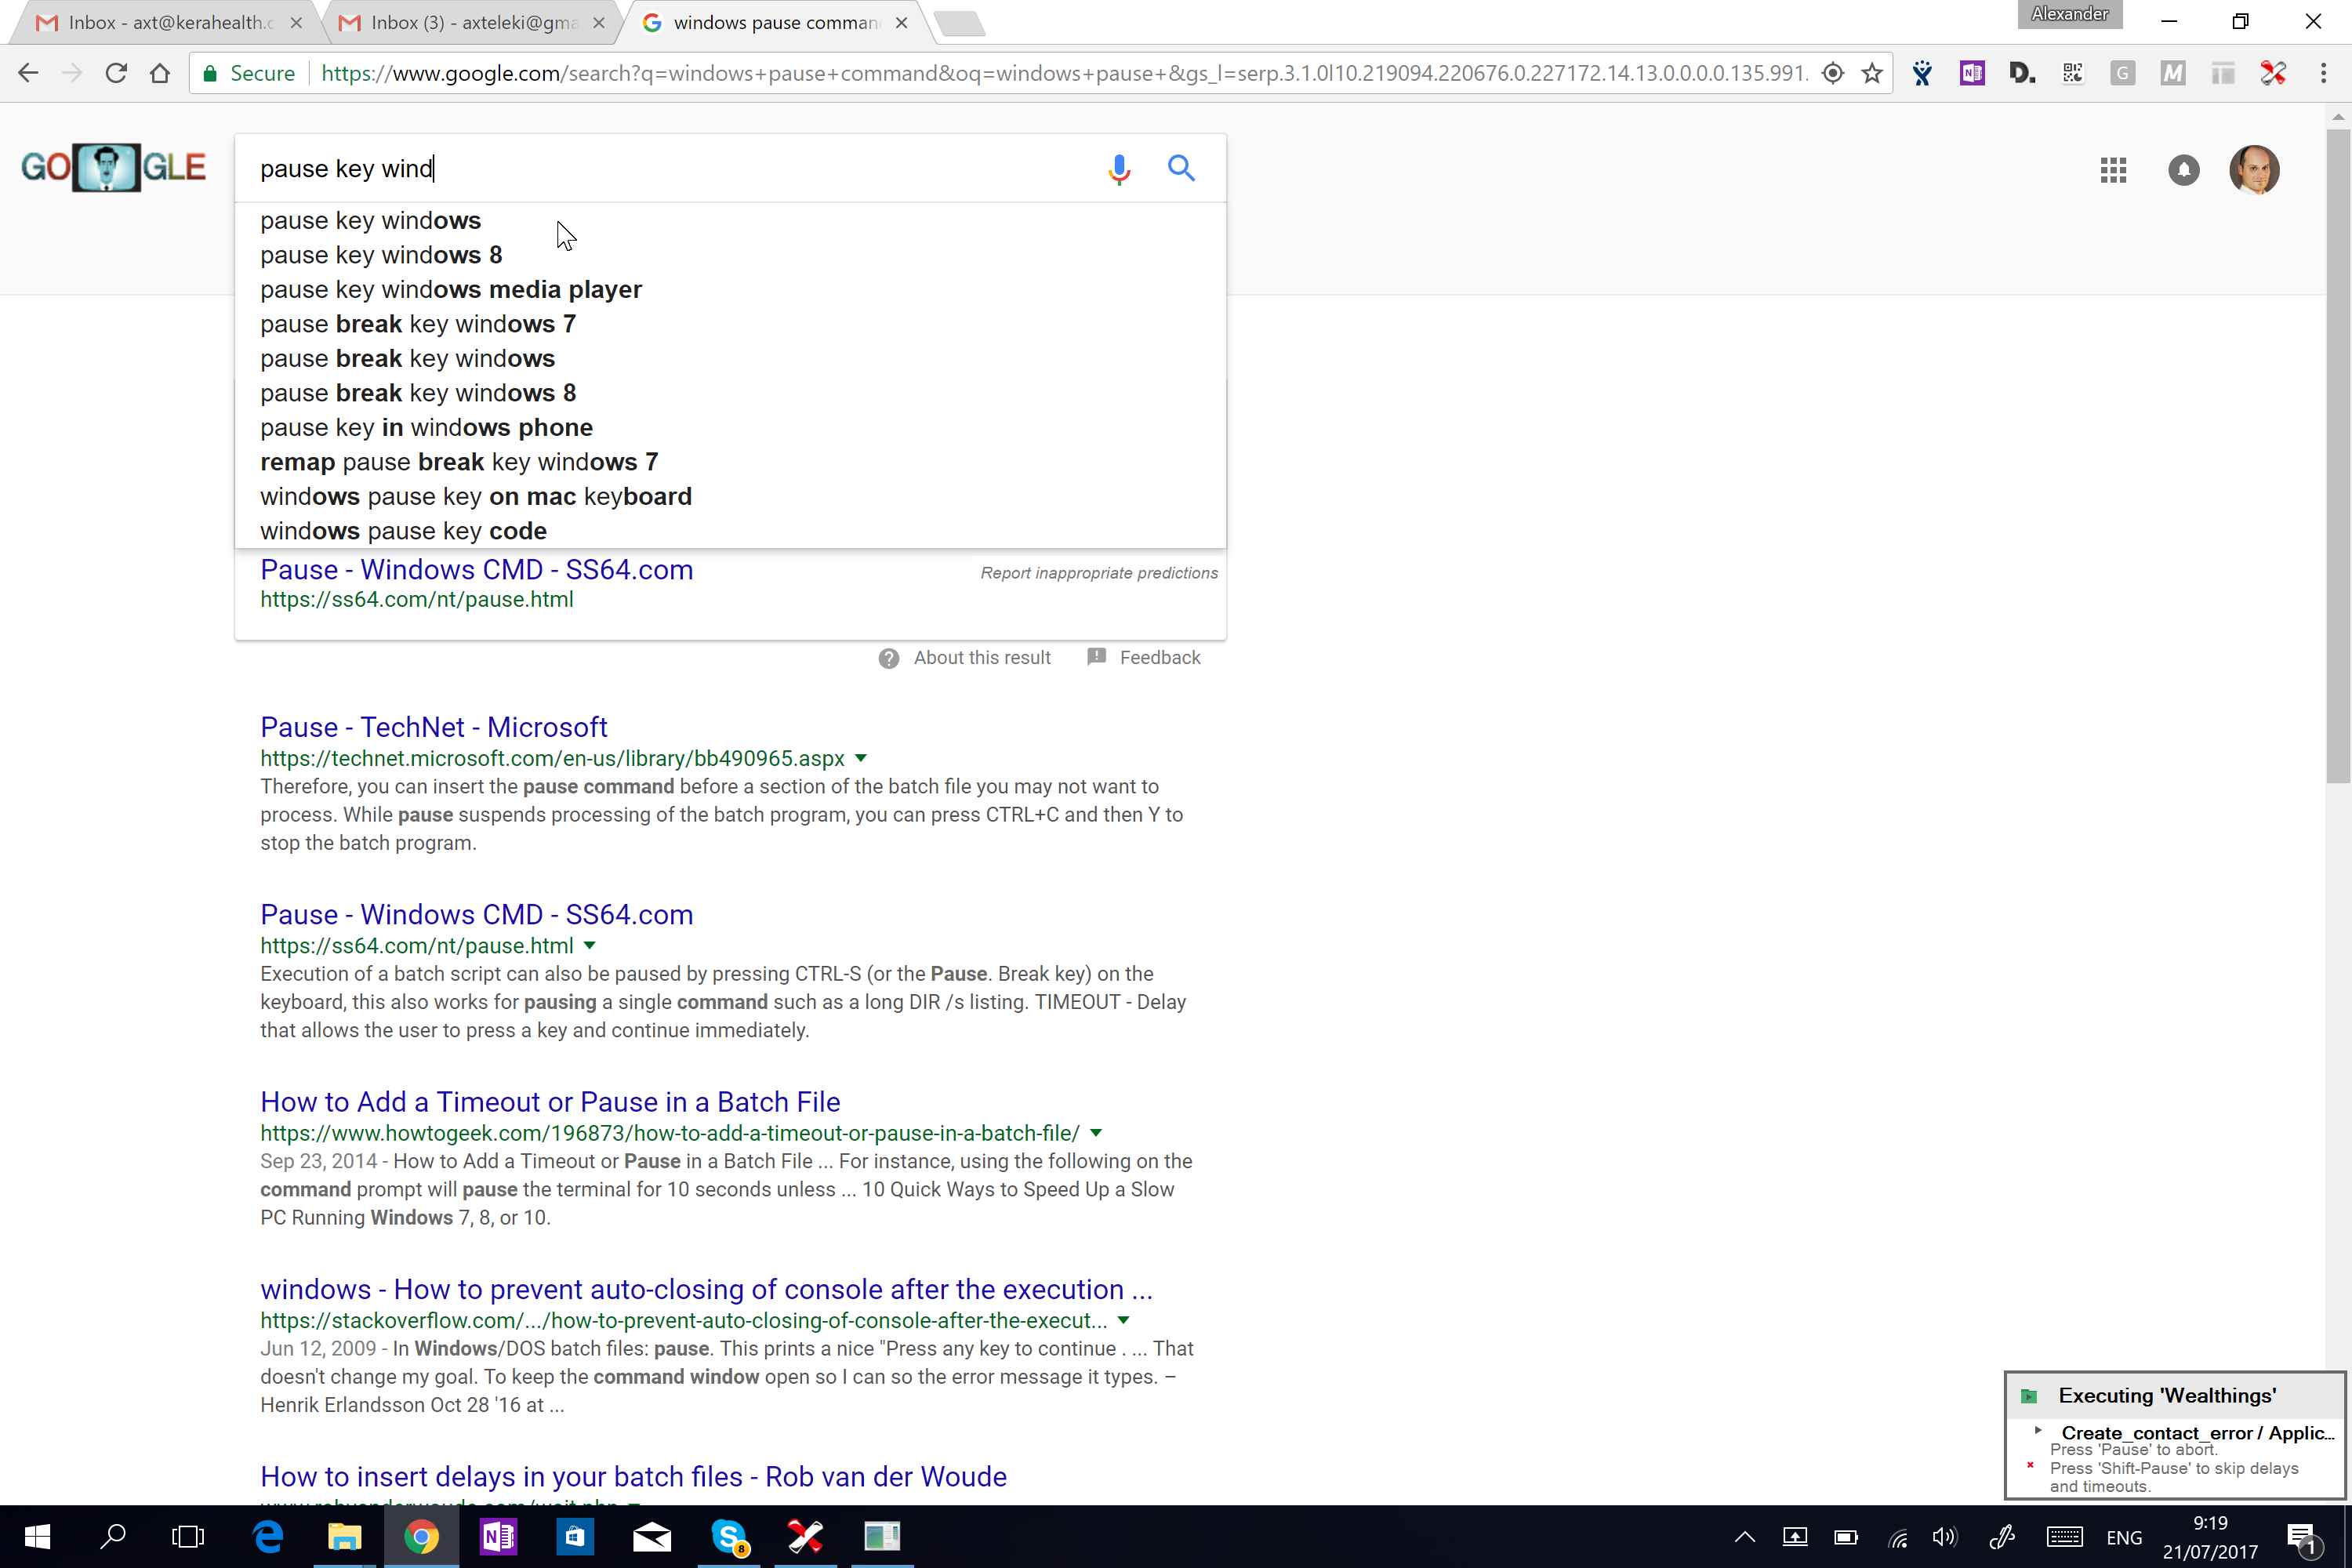 Inbox - axt@kerahealth.c
Inbox (3) - axteleki@gma
windows pause comman
Alexander
Secure
https://www.google.com/search?q=windows+pause+command&oq=windows+pause+&gs_l=serp.3.1.0l10.219094.220676.0.227172.14.13.0.0.0.0.135.991.
GO GLE
pause key wind
pause key windows
pause key windows 8
pause key windows media player
pause break key windows 7
pause break key windows
pause break key windows 8
pause key in windows phone
remap pause break key windows 7
windows pause key on mac keyboard
windows pause key code
Pause - Windows CMD - SS64.com
Report inappropriate predictions
https://ss64.com/nt/pause.html
About this result
Feedback
Pause - TechNet - Microsoft
https://technet.microsoft.com/en-us/library/bb490965.aspx
Therefore, you can insert the pause command before a section of the batch file you may not want to
process. While pause suspends processing of the batch program, you can press CTRL+C and then Y to
stop the batch program.
Pause - Windows CMD - SS64.com
https://ss64.com/nt/pause.html
Execution of a batch script can also be paused by pressing CTRL-S (or the Pause. Break key) on the
keyboard, this also works for pausing a single command such as a long DIR /s listing. TIMEOUT - Delay
that allows the user to press a key and continue immediately.
How to Add a Timeout or Pause in a Batch File
https://www.howtogeek.com/196873/how-to-add-a-timeout-or-pause-in-a-batch-file/
Sep 23, 2014 - How to Add a Timeout or Pause in a Batch File ... For instance, using the following on the
command prompt will pause the terminal for 10 seconds unless ... 10 Quick Ways to Speed Up a Slow
PC Running Windows 7, 8, or 10.
windows - How to prevent auto-closing of console after the execution ...
https://stackoverflow.com/.../how-to-prevent-auto-closing-of-console-after-the-execut...
Jun 12, 2009 - In Windows/DOS batch files: pause. This prints a nice "Press any key to continue . ... That
doesn't change my goal. To keep the command window open so I can so the error message it types. –
Henrik Erlandsson Oct 28 '16 at ...
How to insert delays in your batch files - Rob van der Woude
Executing 'Wealthings'
Create_contact_error / Applic...
Press 'Pause' to abort.
Press 'Shift-Pause' to skip delays
and timeouts.
ENG
9:19
21/07/2017